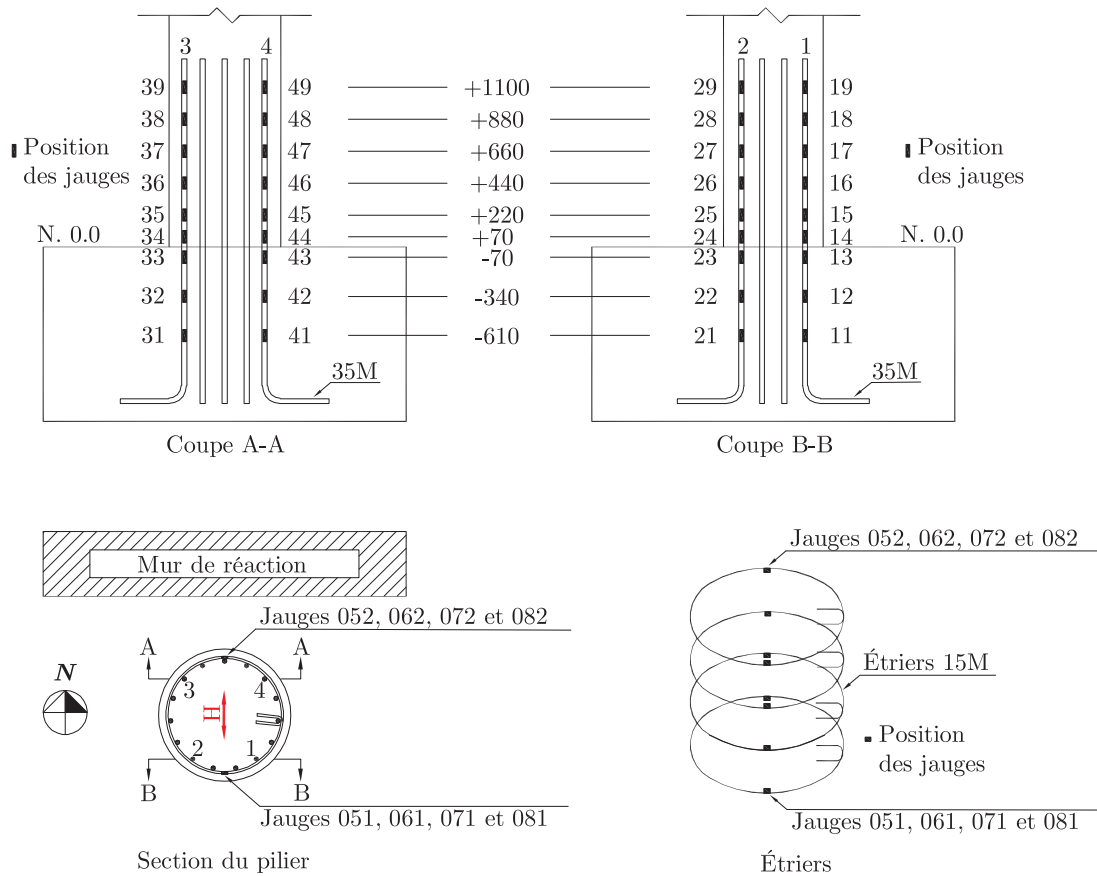 3 4 2 1
39 49 +1100 29 19
38 48 +880 28 18
Position
des jauges
37 47 +660 27 17
Position
des jauges
36 46 +440 26 16
35 45 +220 25 15
N. 0.0 34 44 +70 24 14 N. 0.0
33 43 -70 23 13
32 42 -340 22 12
31 41 -610 21 11
35M 35M
Coupe A-A
Coupe B-B
Mur de réaction
Jauges 052, 062, 072 et 082
A A
N
3 4
H
2 1
B B
Jauges 051, 061, 071 et 081
Section du pilier
Jauges 052, 062, 072 et 082
Étriers 15M
Position
des jauges
Jauges 051, 061, 071 et 081
Étriers